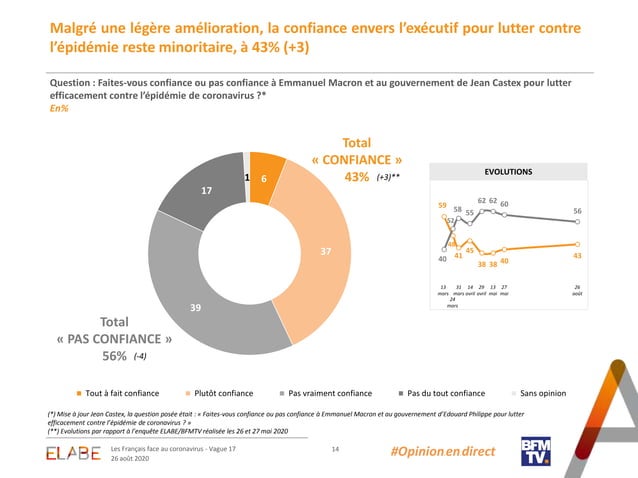 Malgré une légère amélioration, la confiance envers l’exécutif pour lutter contre
l’épidémie reste minoritaire, à 43% (+3)
Question : Faites-vous confiance ou pas confiance à Emmanuel Macron et au gouvernement de Jean Castex pour lutter
efficacement contre l’épidémie de coronavirus ?*
En%
Total
« CONFIANCE »
43% (+3)**
1
6
17
37
39
Total
« PAS CONFIANCE »
56% (-4)
EVOLUTIONS
59
52
58
55
62 62 60
56
40
48
41
45
38 38 40
43
13 mars
24 mars
31 mars
14 avril
29 avril
13 mai
27 mai
26 août
Tout à fait confiance
Plutôt confiance
Pas vraiment confiance
Pas du tout confiance
Sans opinion
(*) Mise à jour Jean Castex, la question posée était : « Faites-vous confiance ou pas confiance à Emmanuel Macron et au gouvernement d’Edouard Philippe pour lutter
efficacement contre l’épidémie de coronavirus ? »
(**) Evolutions par rapport à l’enquête ELABE/BFMTV réalisée les 26 et 27 mai 2020
ELABE
Les Français face au coronavirus - Vague 17
26 août 2020
14
#Opinion en direct
BFM
TV.